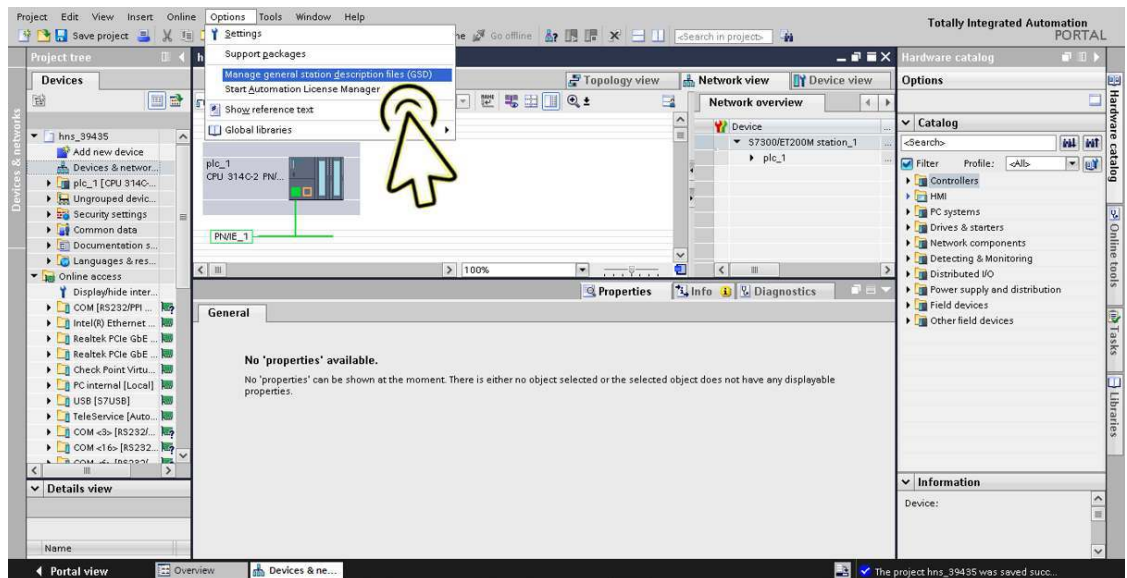 Project Edit View Insert Online Options Tools Window Help
Totally Integrated Automation
PORTAL
Save project
Go offline
<Search in project>
Settings
Support packages
Manage general station description files (GSD)
Start Automation License Manager
Show reference text
Global libraries
Project tree
Devices
hns_39435
Add new device
Devices & networ...
plc_1 [CPU 314C-...
Ungrouped devic...
Security settings
Common data
Documentation s...
Languages & res...
Online access
Display/hide inter...
COM [RS232/PPI ...
Intel(R) Ethernet ...
Realtek PCIe GbE ...
Realtek PCIe GbE ...
Check Point Virtu...
PC internal [Local]
USB [S7USB]
TeleService [Auto...
COM <3> [RS232/...
COM <16> [RS232...
Details view
Name
Devices & networks
Topology view
Network view
Device view
plc_1
CPU 314C-2 PN/...
PN/IE_1
100%
Network overview
Device
S7300/ET200M station_1
plc_1
Properties
Info
Diagnostics
General
No 'properties' available.
No 'properties' can be shown at the moment. There is either no object selected or the selected object does not have any displayable
properties.
Hardware catalog
Options
Catalog
<Search>
Filter Profile: <All>
Controllers
HMI
PC systems
Drives & starters
Network components
Detecting & Monitoring
Distributed I/O
Power supply and distribution
Field devices
Other field devices
Information
Device:
Hardware catalog
Online tools
Tasks
Libraries
Portal view
Overview
Devices & ne...
The project hns_39435 was saved succ...